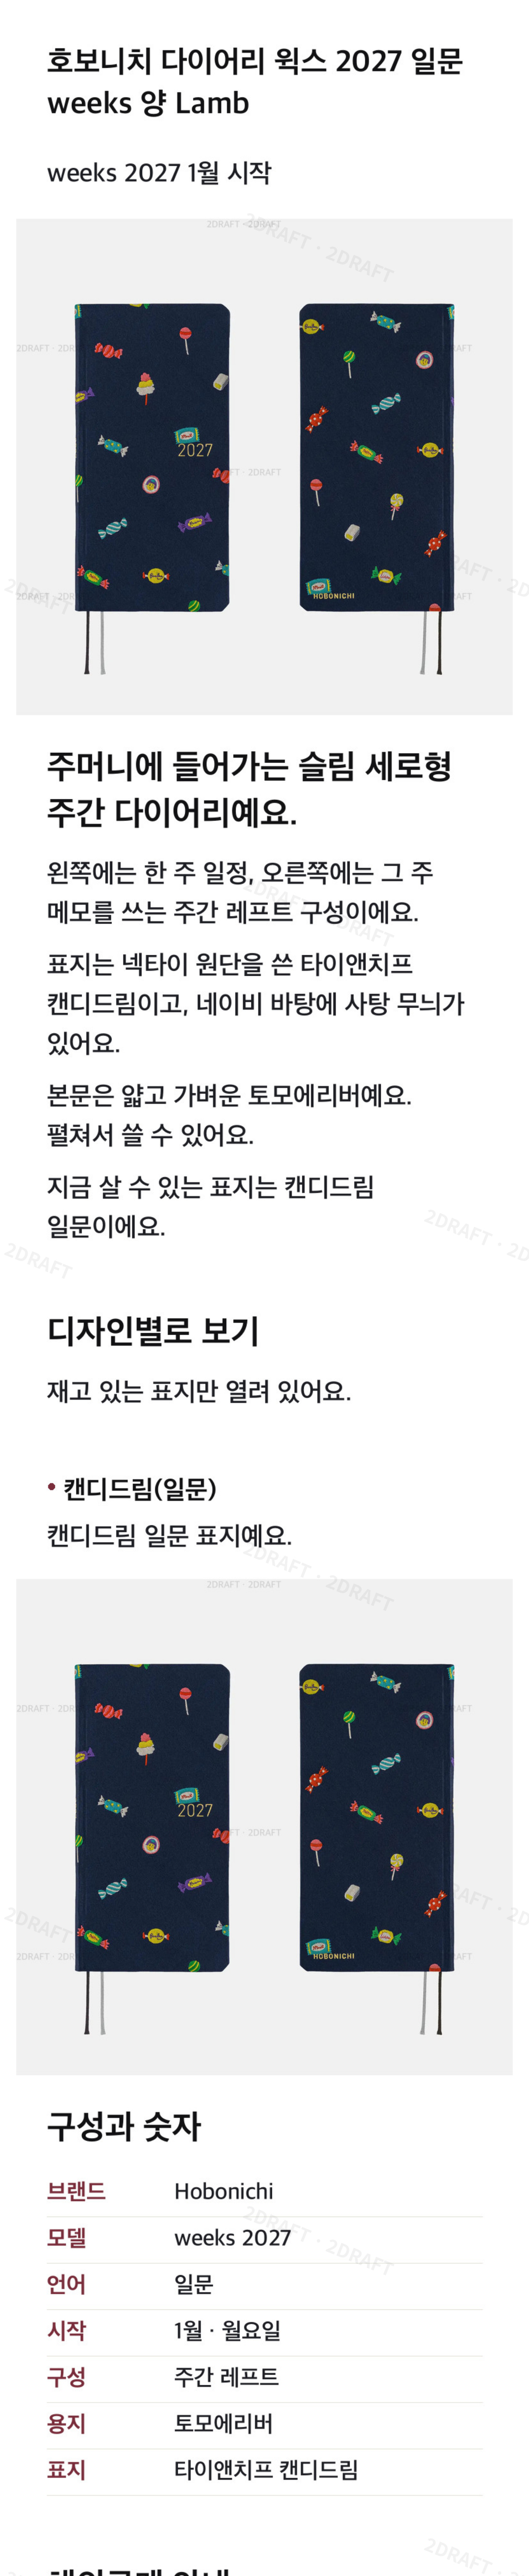 호보니치 다이어리 윅스 2027 일문
weeks 양 Lamb
weeks 2027 1월 시작
2DRAFT · 2DRAFT
2DRAFT · 2DRAFT
2027
HOBONICHI
주머니에 들어가는 슬림 세로형
주간 다이어리예요.
왼쪽에는 한 주 일정, 오른쪽에는 그 주
메모를 쓰는 주간 레프트 구성이에요.
표지는 넥타이 원단을 쓴 타이앤치프
캔디드림이고, 네이비 바탕에 사탕 무늬가
있어요.
본문은 얇고 가벼운 토모에리버예요.
펼쳐서 쓸 수 있어요.
지금 살 수 있는 표지는 캔디드림
일문이에요.
2DRAFT
디자인별로 보기
재고 있는 표지만 열려 있어요.
• 캔디드림(일문)
캔디드림 일문 표지예요.
2DRAFT · 2DRAFT
2DRAFT · 2DRAFT
2027
HOBONICHI
구성과 숫자
브랜드 Hobonichi
모델 weeks 2027
2DRAFT · 2DRAFT
언어 일문
시작 1월 · 월요일
구성 주간 레프트
용지 토모에리버
표지 타이앤치프 캔디드림
2DRAFT